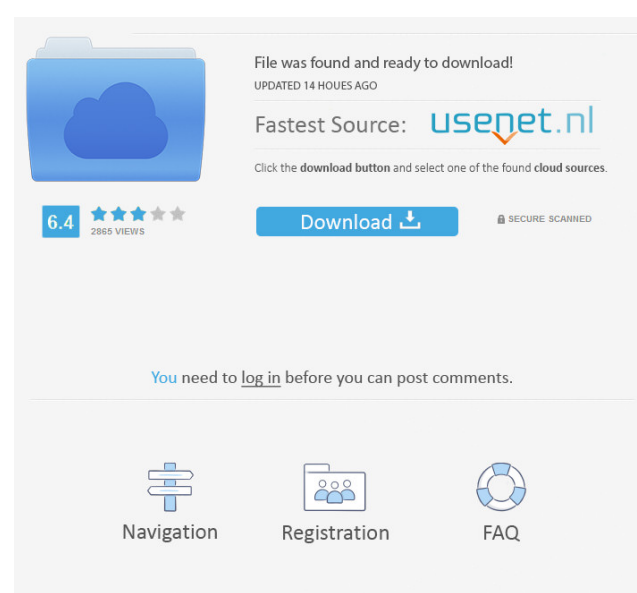 File was found and ready to download!
UPDATED 14 HOUES AGO
Fastest Source: usenet.nl
Click the download button and select one of the found cloud sources.
6.4
2865 VIEWS
Download
SECURE SCANNED
You need to log in before you can post comments.
Navigation
Registration
FAQ